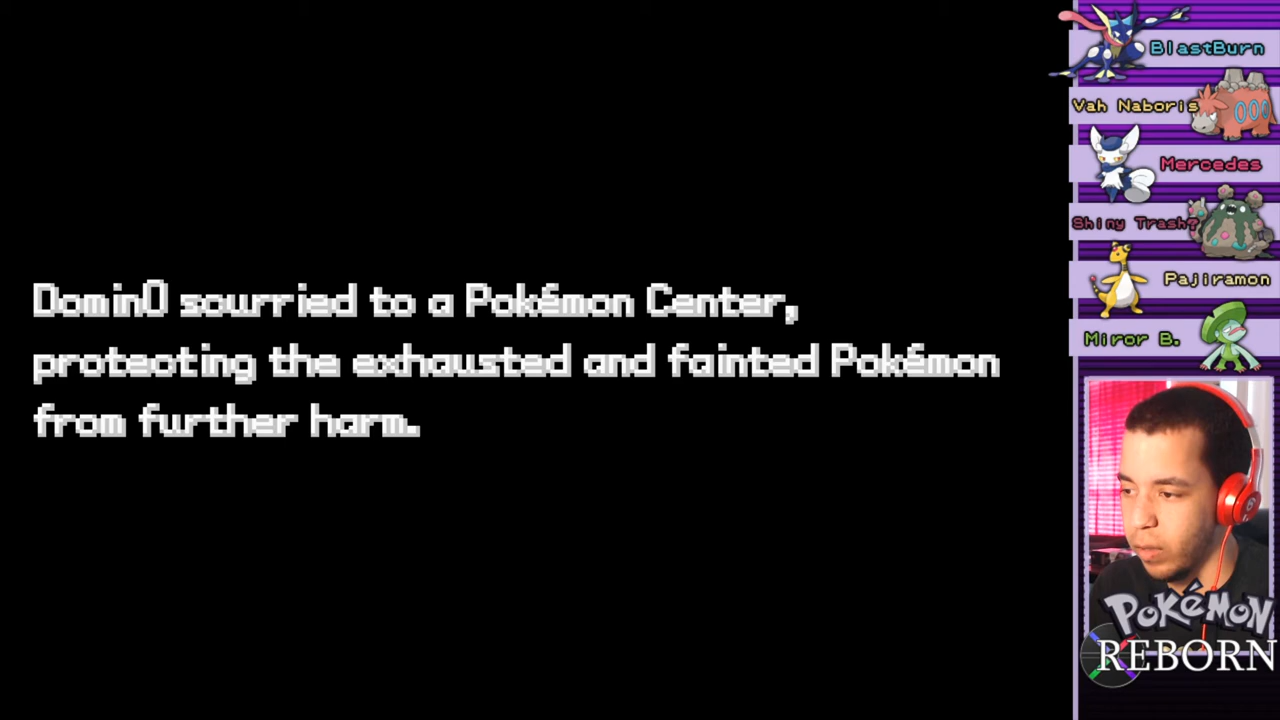 Domin0 scurried to a Pokémon Center,
protecting the exhausted and fainted Pokémon
from further harm.
BlastBurn
Vah Naboris
Mercedes
Shiny Trash?
Pajiramon
Miror B.
POKéMON
REBORN